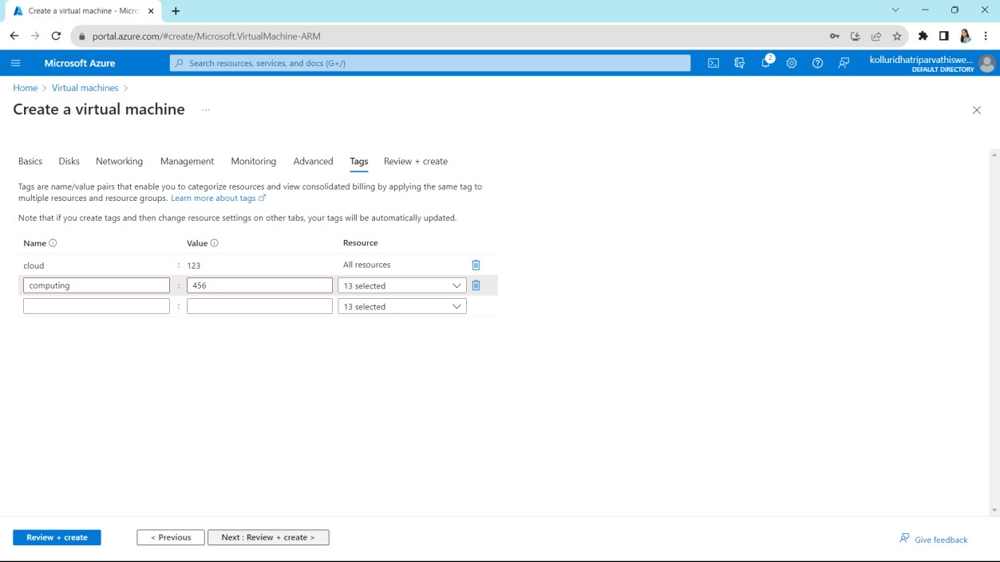 Create a virtual machine - Micro
portal.azure.com/#create/Microsoft.VirtualMachine-ARM
Microsoft Azure
Search resources, services, and docs (G+/)
2
kolluridhatriparvathiswe...
DEFAULT DIRECTORY
Home > Virtual machines >
Create a virtual machine ...
Basics Disks Networking Management Monitoring Advanced Tags Review + create
Tags are name/value pairs that enable you to categorize resources and view consolidated billing by applying the same tag to
multiple resources and resource groups. Learn more about tags
Note that if you create tags and then change resource settings on other tabs, your tags will be automatically updated.
Name Value Resource
cloud : 123 All resources
computing : 456 13 selected
: 13 selected
Review + create < Previous Next : Review + create > Give feedback